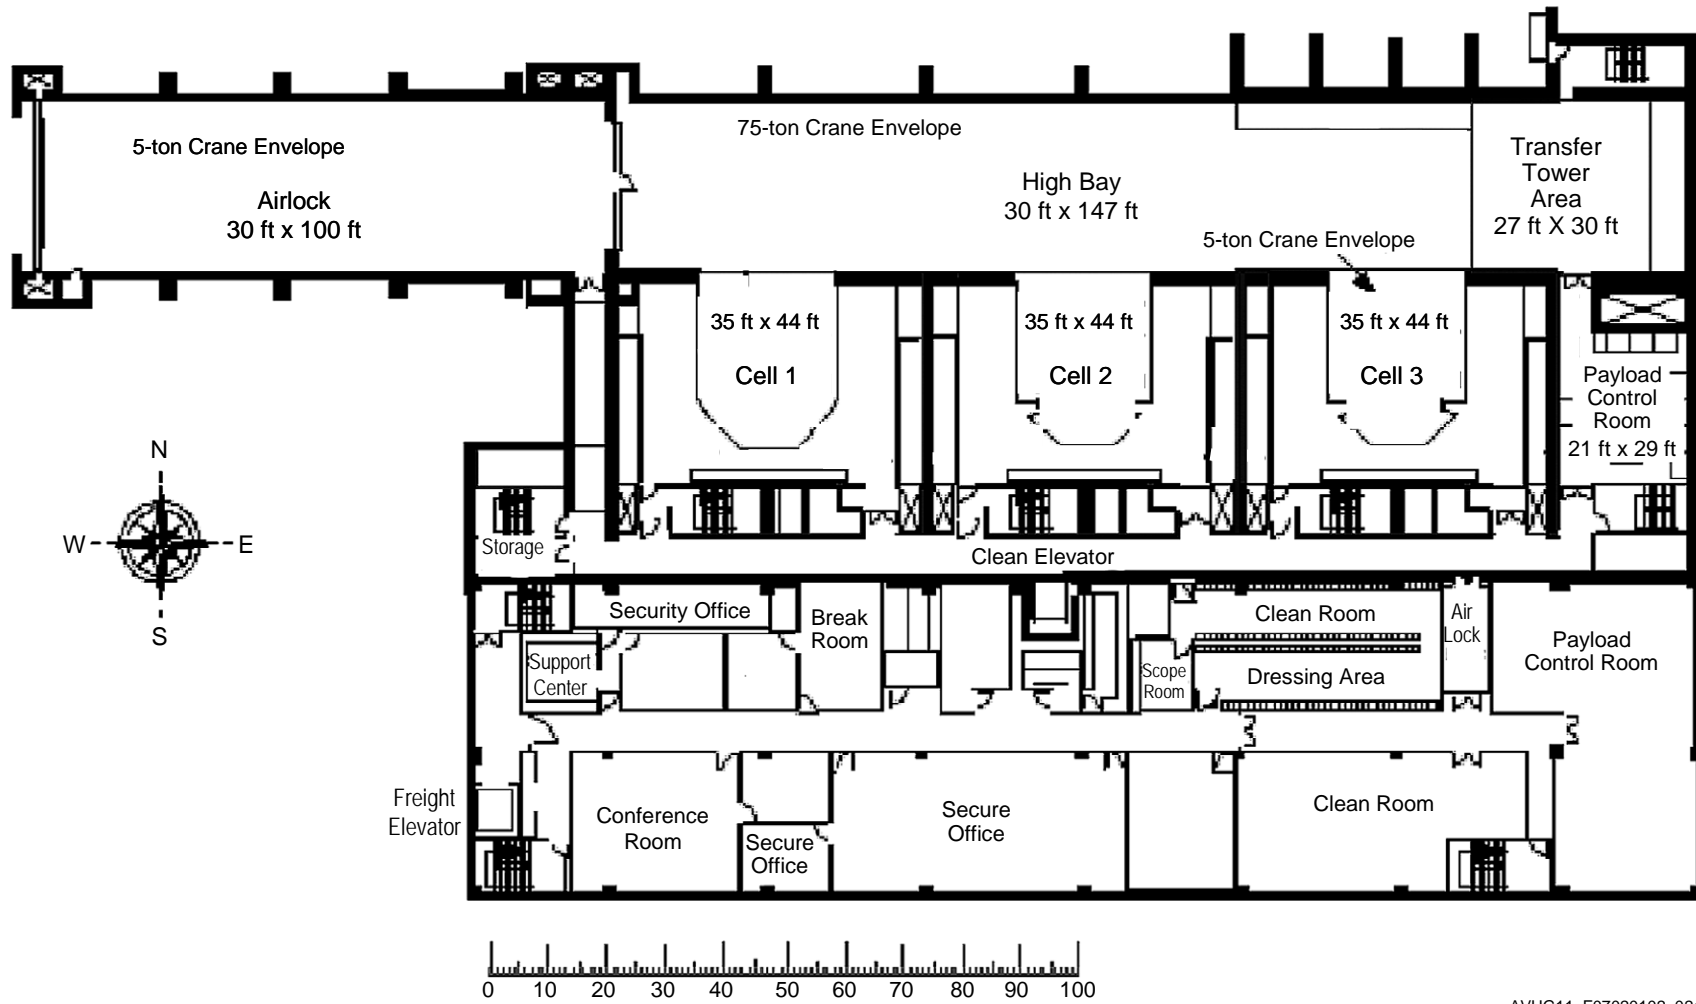 5-ton Crane Envelope
Airlock
30 ft x 100 ft
75-ton Crane Envelope
High Bay
30 ft x 147 ft
5-ton Crane Envelope
Transfer
Tower
Area
27 ft X 30 ft
35 ft x 44 ft
Cell 1
35 ft x 44 ft
Cell 2
35 ft x 44 ft
Cell 3
Payload
Control
Room
21 ft x 29 ft
N
W
E
S
Storage
Clean Elevator
Security Office
Break
Room
Support
Center
Clean Room
Air
Lock
Scope
Room
Dressing Area
Payload
Control Room
Freight
Elevator
Conference
Room
Secure
Office
Secure
Office
Clean Room
0 10 20 30 40 50 60 70 80 90 100